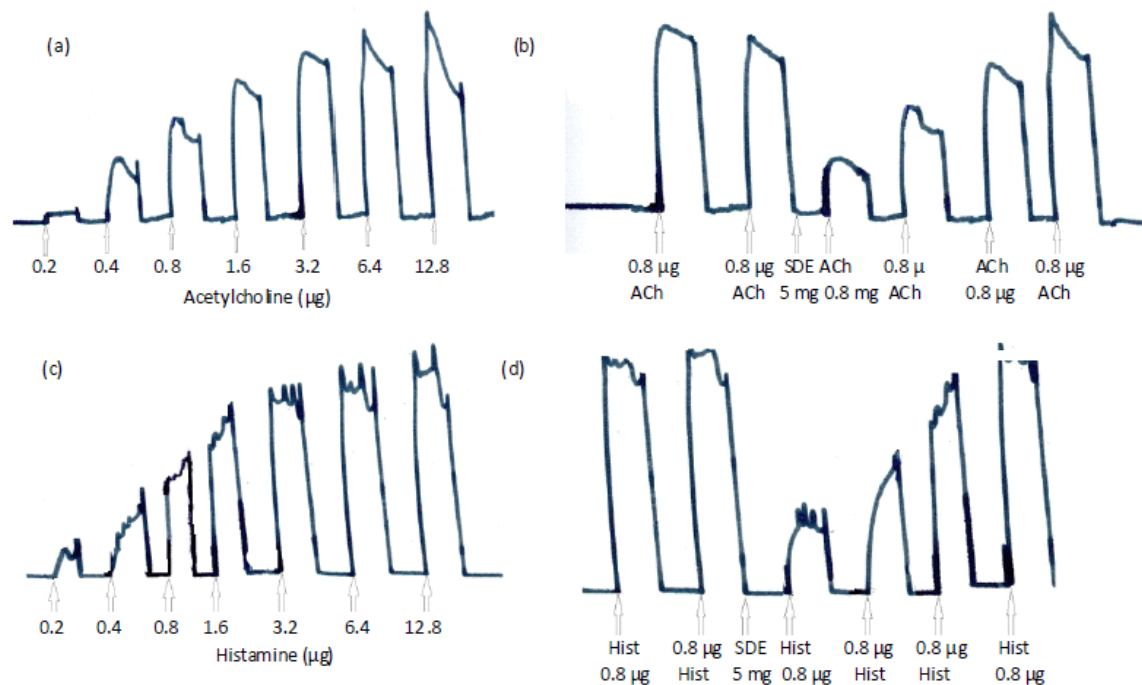 (a)
0.2 0.4 0.8 1.6 3.2 6.4 12.8
Acetylcholine (µg)
(b)
0.8 µg 0.8 µg SDE ACh 0.8 µ ACh 0.8 µg
ACh ACh 5 mg 0.8 mg ACh 0.8 µg ACh
(c)
0.2 0.4 0.8 1.6 3.2 6.4 12.8
Histamine (µg)
(d)
Hist 0.8 µg SDE Hist 0.8 µg 0.8 µg Hist
0.8 µg Hist 5 mg 0.8 µg Hist Hist 0.8 µg